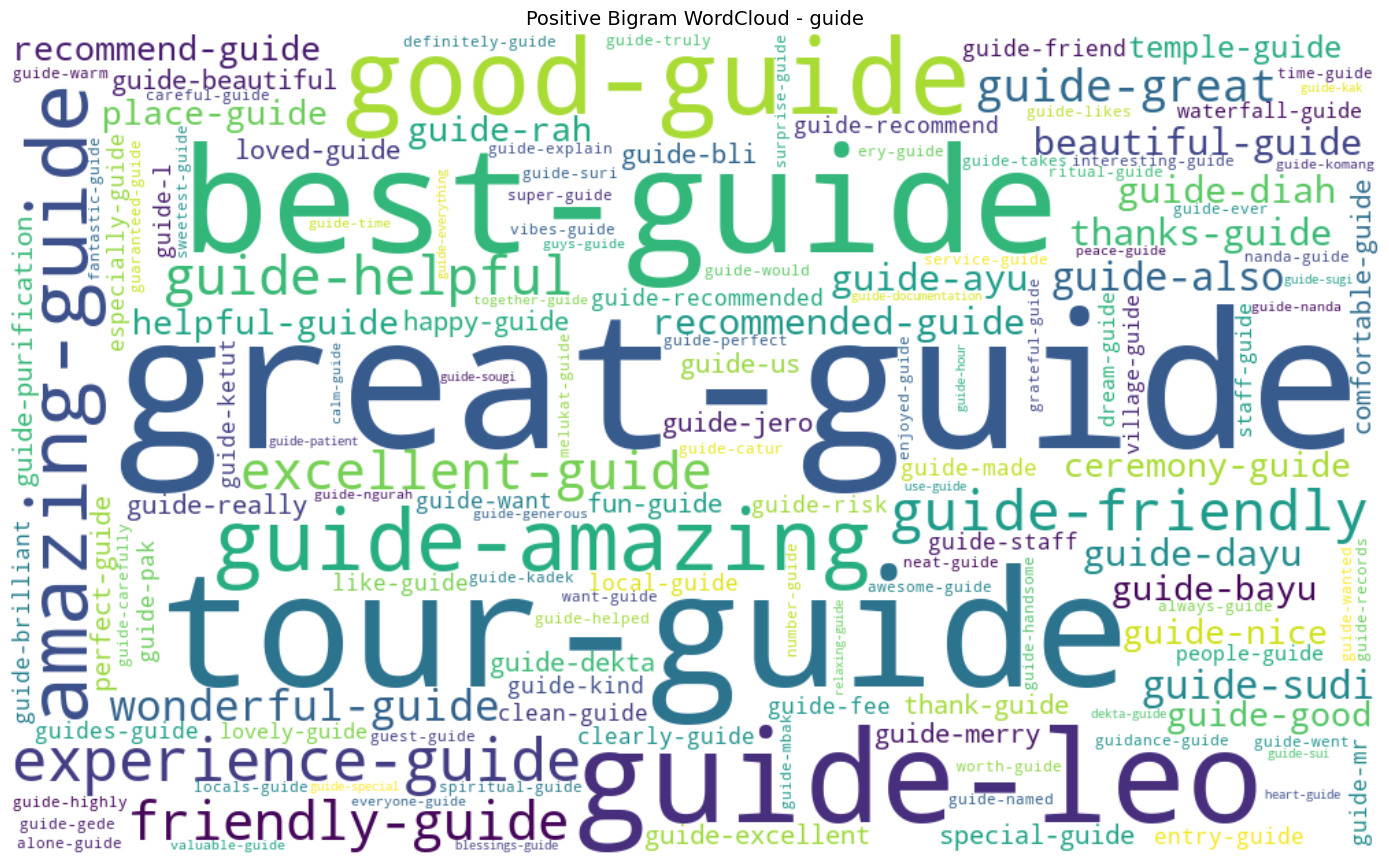 Positive Bigram WordCloud - guide
recommend-guide
definitely-guide
guide-truly
good-guide
surprise-guide
guide-friend
temple-guide
guide-warm
guide-beautiful
careful-guide
guide-great
time-guide
guide-kak
place-guide
guide-likes
waterfall-guide
amazing-guide
guide-rah
guide-recommend
beautiful-guide
loved-guide
guide-explain
guide-bli
ery-guide
guide-takes
interesting-guide
guide-komang
fantastic-guide
especially-guide
guaranteed-guide
guide-l
sweetest-guide
best-guide
guide-suri
ritual-guide
super-guide
guide-diah
guide-ever
guide-time
guide-everything
vibes-guide
guys-guide
thanks-guide
comfortable-guide
guide-purification
peace-guide
nanda-guide
service-guide
guide-helpful
guide-would
guide-ayu
guide-also
guide-sugi
together-guide
guide-recommended
guide-documentation
guide-nanda
helpful-guide
happy-guide
recommended-guide
grateful-guide
dream-guide
village-guide
staff-guide
great-guide
guide-perfect
guide-ketut
calm-guide
guide-sougi
melukat-guide
guide-us
enjoyed-guide
guide-hour
guide-jero
guide-patient
guide-catur
excellent-guide
guide-made
ceremony-guide
guide-really
guide-ngurah
guide-want
guide-generous
fun-guide
guide-risk
use-guide
guide-friendly
guide-brilliant
perfect-guide
guide-carefully
guide-pak
guide-amazing
guide-staff
guide-dayu
neat-guide
like-guide
guide-kadek
local-guide
number-guide
awesome-guide
guide-handsome
guide-bayu
guide-wanted
guide-records
tour-guide
want-guide
guide-helped
relaxing-guide
always-guide
guide-nice
people-guide
guide-dekta
guide-kind
guide-sudi
wonderful-guide
clean-guide
guide-fee
thank-guide
dekta-guide
guide-good
guides-guide
lovely-guide
guest-guide
clearly-guide
guide-mbak
guide-merry
guidance-guide
guide-went
guide-sui
guide-mr
experience-guide
guide-leo
worth-guide
locals-guide
guide-special
spiritual-guide
guide-highly
everyone-guide
guide-named
heart-guide
guide-gede
friendly-guide
guide-excellent
special-guide
entry-guide
alone-guide
valuable-guide
blessings-guide